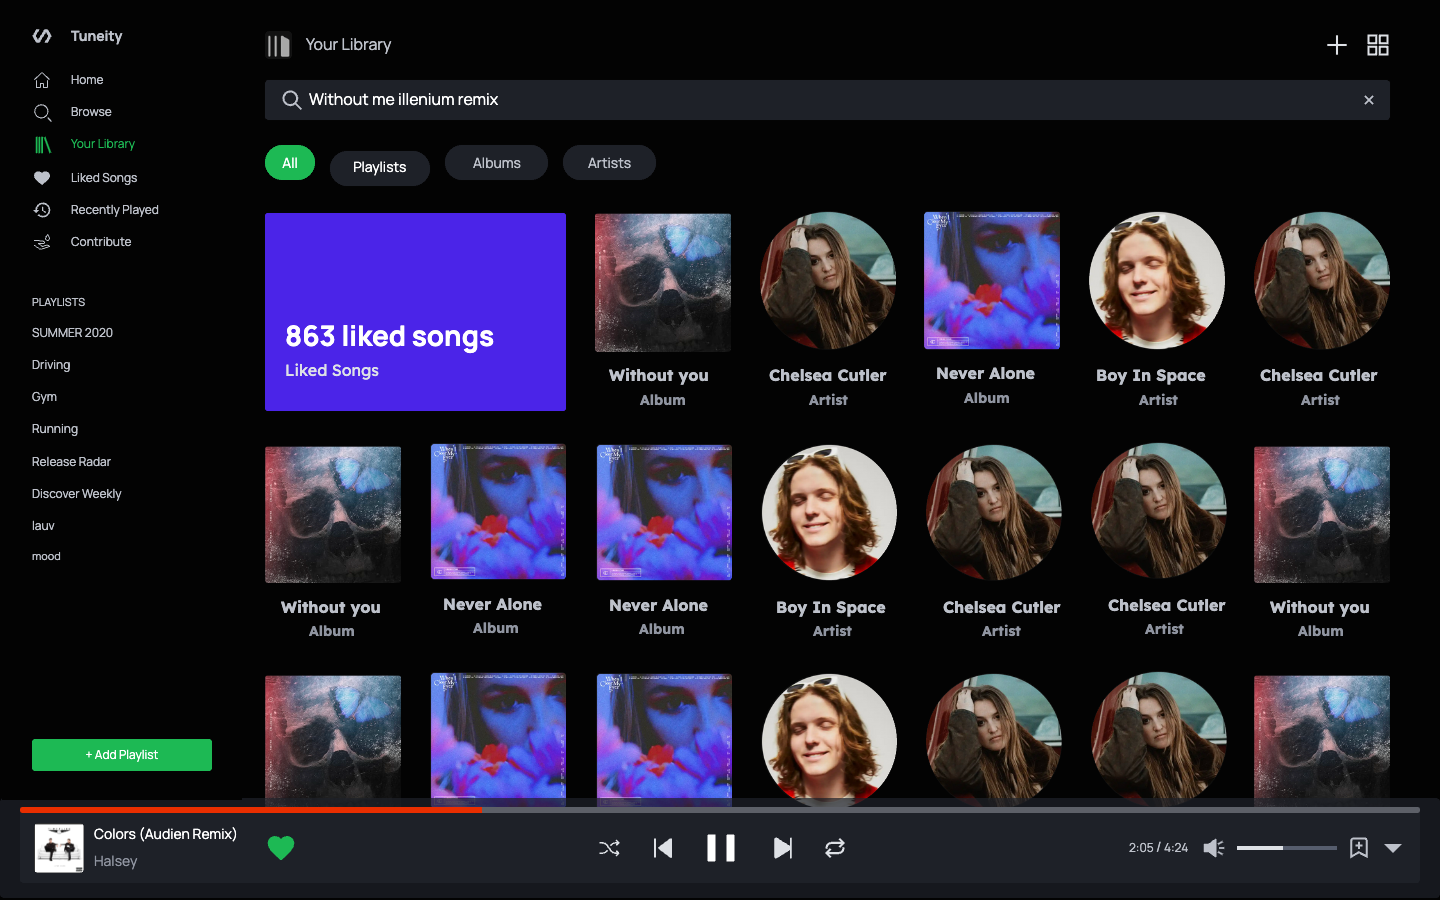 Tuneity
Home
Browse
Your Library
Liked Songs
Recently Played
Contribute
PLAYLISTS
SUMMER 2020
Driving
Gym
Running
Release Radar
Discover Weekly
lauv
mood
+ Add Playlist
Your Library
Without me illenium remix
All Playlists Albums Artists
863 liked songs
Liked Songs
Without you
Album
Chelsea Cutler
Artist
Never Alone
Album
Boy In Space
Artist
Chelsea Cutler
Artist
Without you
Album
Never Alone
Album
Never Alone
Album
Boy In Space
Artist
Chelsea Cutler
Artist
Chelsea Cutler
Artist
Without you
Album
Colors (Audien Remix)
Halsey
2:05 / 4:24